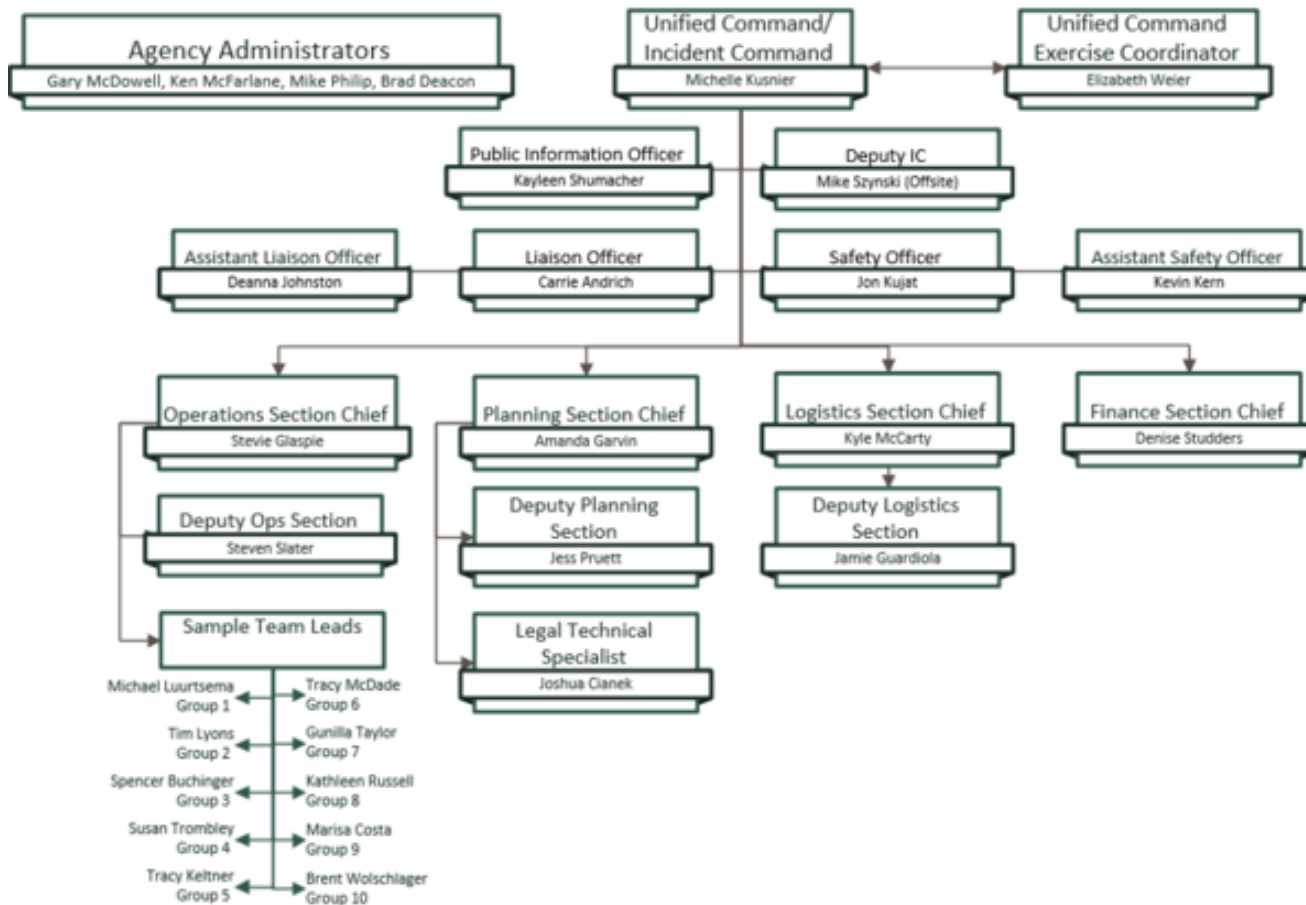 Agency Administrators
Gary McDowell, Ken McFarlane, Mike Philip, Brad Deacon
Unified Command/
Incident Command
Michelle Kusnier
Unified Command
Exercise Coordinator
Elizabeth Weier
Public Information Officer
Kayleen Shumacher
Deputy IC
Mike Szynski (Offsite)
Assistant Liaison Officer
Deanna Johnston
Liaison Officer
Carrie Andrich
Safety Officer
Jon Kujat
Assistant Safety Officer
Kevin Kern
Operations Section Chief
Stevie Glaspie
Planning Section Chief
Amanda Garvin
Logistics Section Chief
Kyle McCarty
Finance Section Chief
Denise Studders
Deputy Ops Section
Steven Slater
Deputy Planning
Section
Jess Pruett
Deputy Logistics
Section
Jamie Guardiola
Sample Team Leads
Legal Technical
Specialist
Joshua Cianek
Michael Luurtsema
Group 1
Tracy McDade
Group 6
Tim Lyons
Group 2
Gunilla Taylor
Group 7
Spencer Buchinger
Group 3
Kathleen Russell
Group 8
Susan Trombley
Group 4
Marisa Costa
Group 9
Tracy Keltner
Group 5
Brent Wolschlager
Group 10